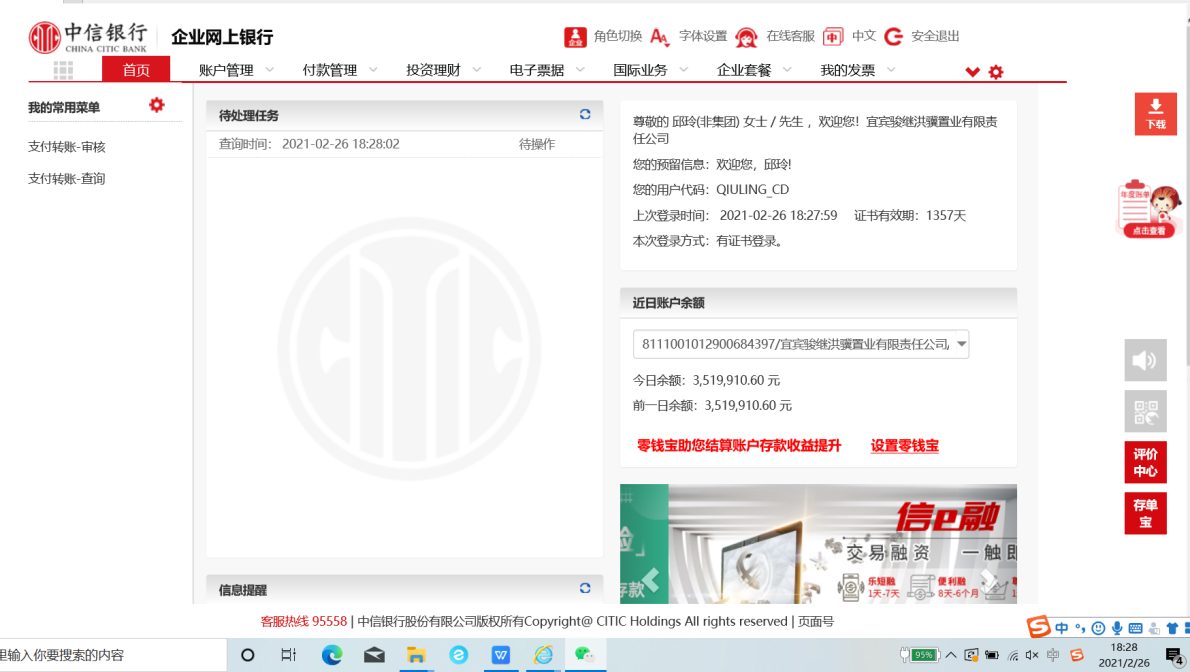 中信银行
CHINA CITIC BANK
企业网上银行
企业 角色切换 字体设置 在线客服 中文 安全退出
首页 账户管理 付款管理 投资理财 电子票据 国际业务 企业套餐 我的发票
我的常用菜单
支付转账-审核
支付转账-查询
待处理任务
查询时间: 2021-02-26 18:28:02 待操作
尊敬的 邱玲(非集团) 女士 / 先生 ，欢迎您！宜宾骏继洪骥置业有限责
任公司
您的预留信息：欢迎您，邱玲!
您的用户代码：QIULING_CD
上次登录时间： 2021-02-26 18:27:59 证书有效期：1357天
本次登录方式：有证书登录。
近日账户余额
8111001012900684397/宜宾骏继洪骥置业有限责任公司,
今日余额：3,519,910.60 元
前一日余额：3,519,910.60 元
零钱宝助您结算账户存款收益提升 设置零钱宝
信e融
交易融资 一触即
乐短融
1天-7天
便利融
8天-6个月
存款
信息提醒
下载
年度账单
点击查看
评价
中心
存单
宝
客服热线 95558 | 中信银行股份有限公司版权所有Copyright@ CITIC Holdings All rights reserved | 页面号
中
里输入你要搜索的内容
95%
中
18:28
2021/2/26
4